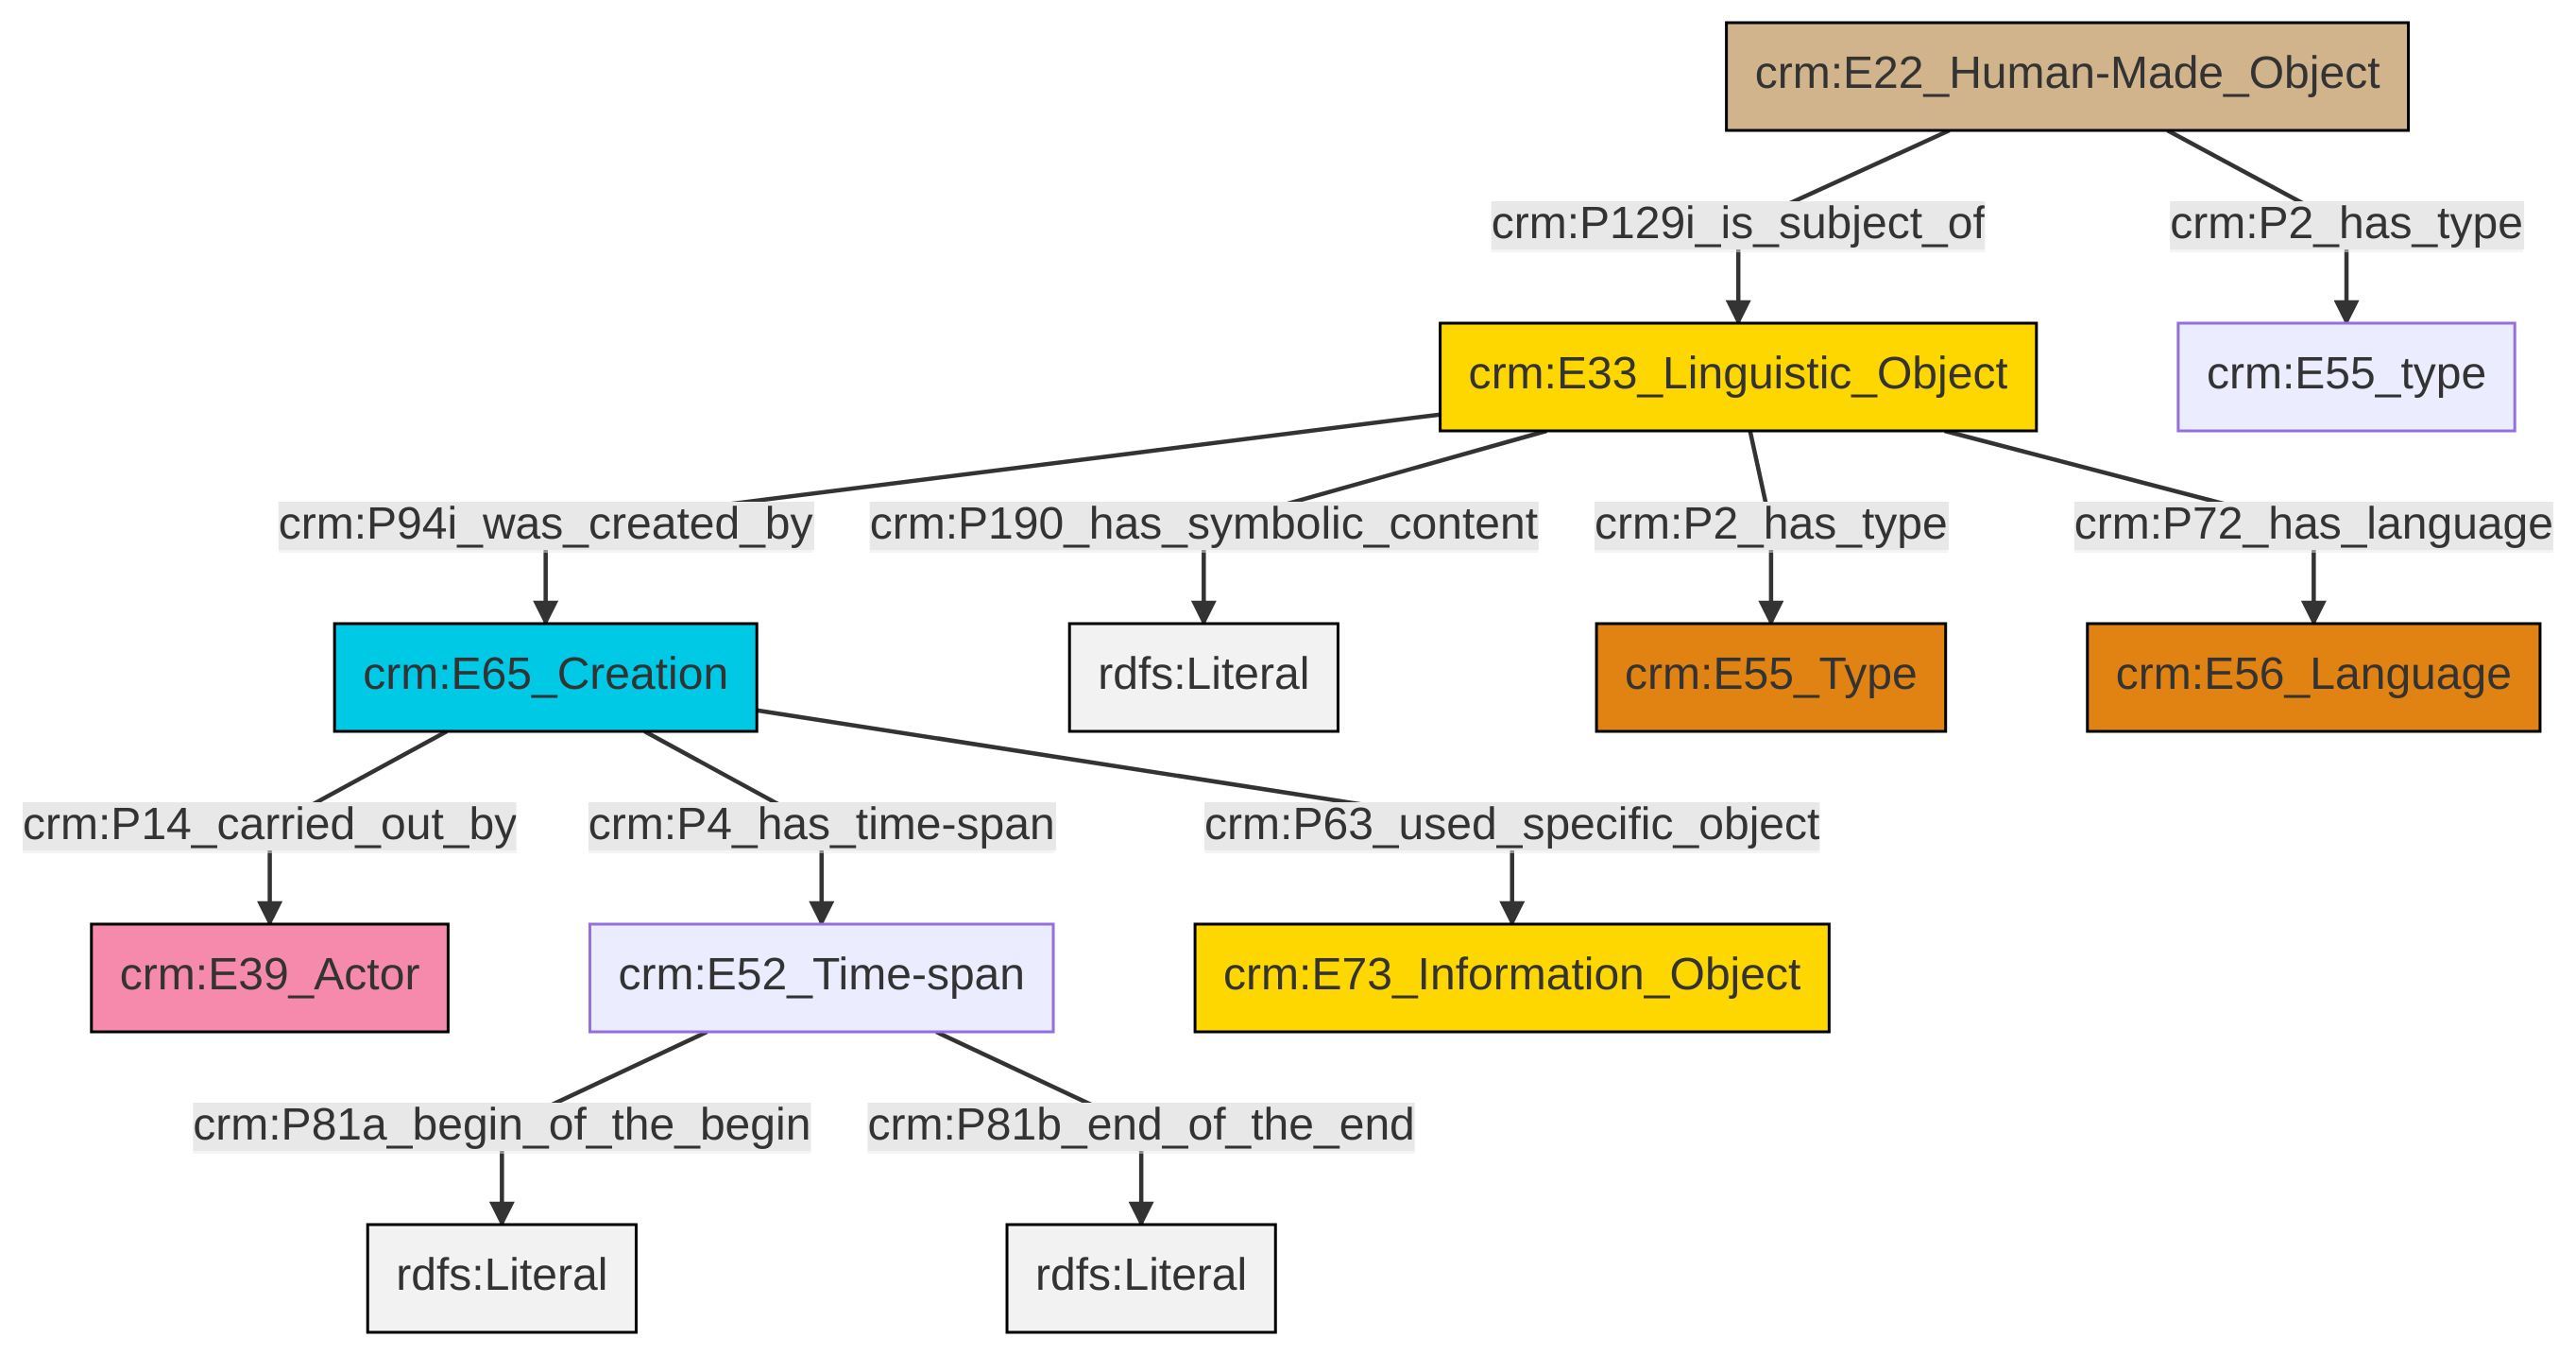 crm:E22_Human-Made_Object
crm:P129i_is_subject_of
crm:P2_has_type
crm:E33_Linguistic_Object
crm:E55_type
crm:P94i_was_created_by
crm:P190_has_symbolic_content
crm:P2_has_type
crm:P72_has_language
crm:E65_Creation
rdfs:Literal
crm:E55_Type
crm:E56_Language
crm:P14_carried_out_by
crm:P4_has_time-span
crm:P63_used_specific_object
crm:E39_Actor
crm:E52_Time-span
crm:E73_Information_Object
crm:P81a_begin_of_the_begin
crm:P81b_end_of_the_end
rdfs:Literal
rdfs:Literal